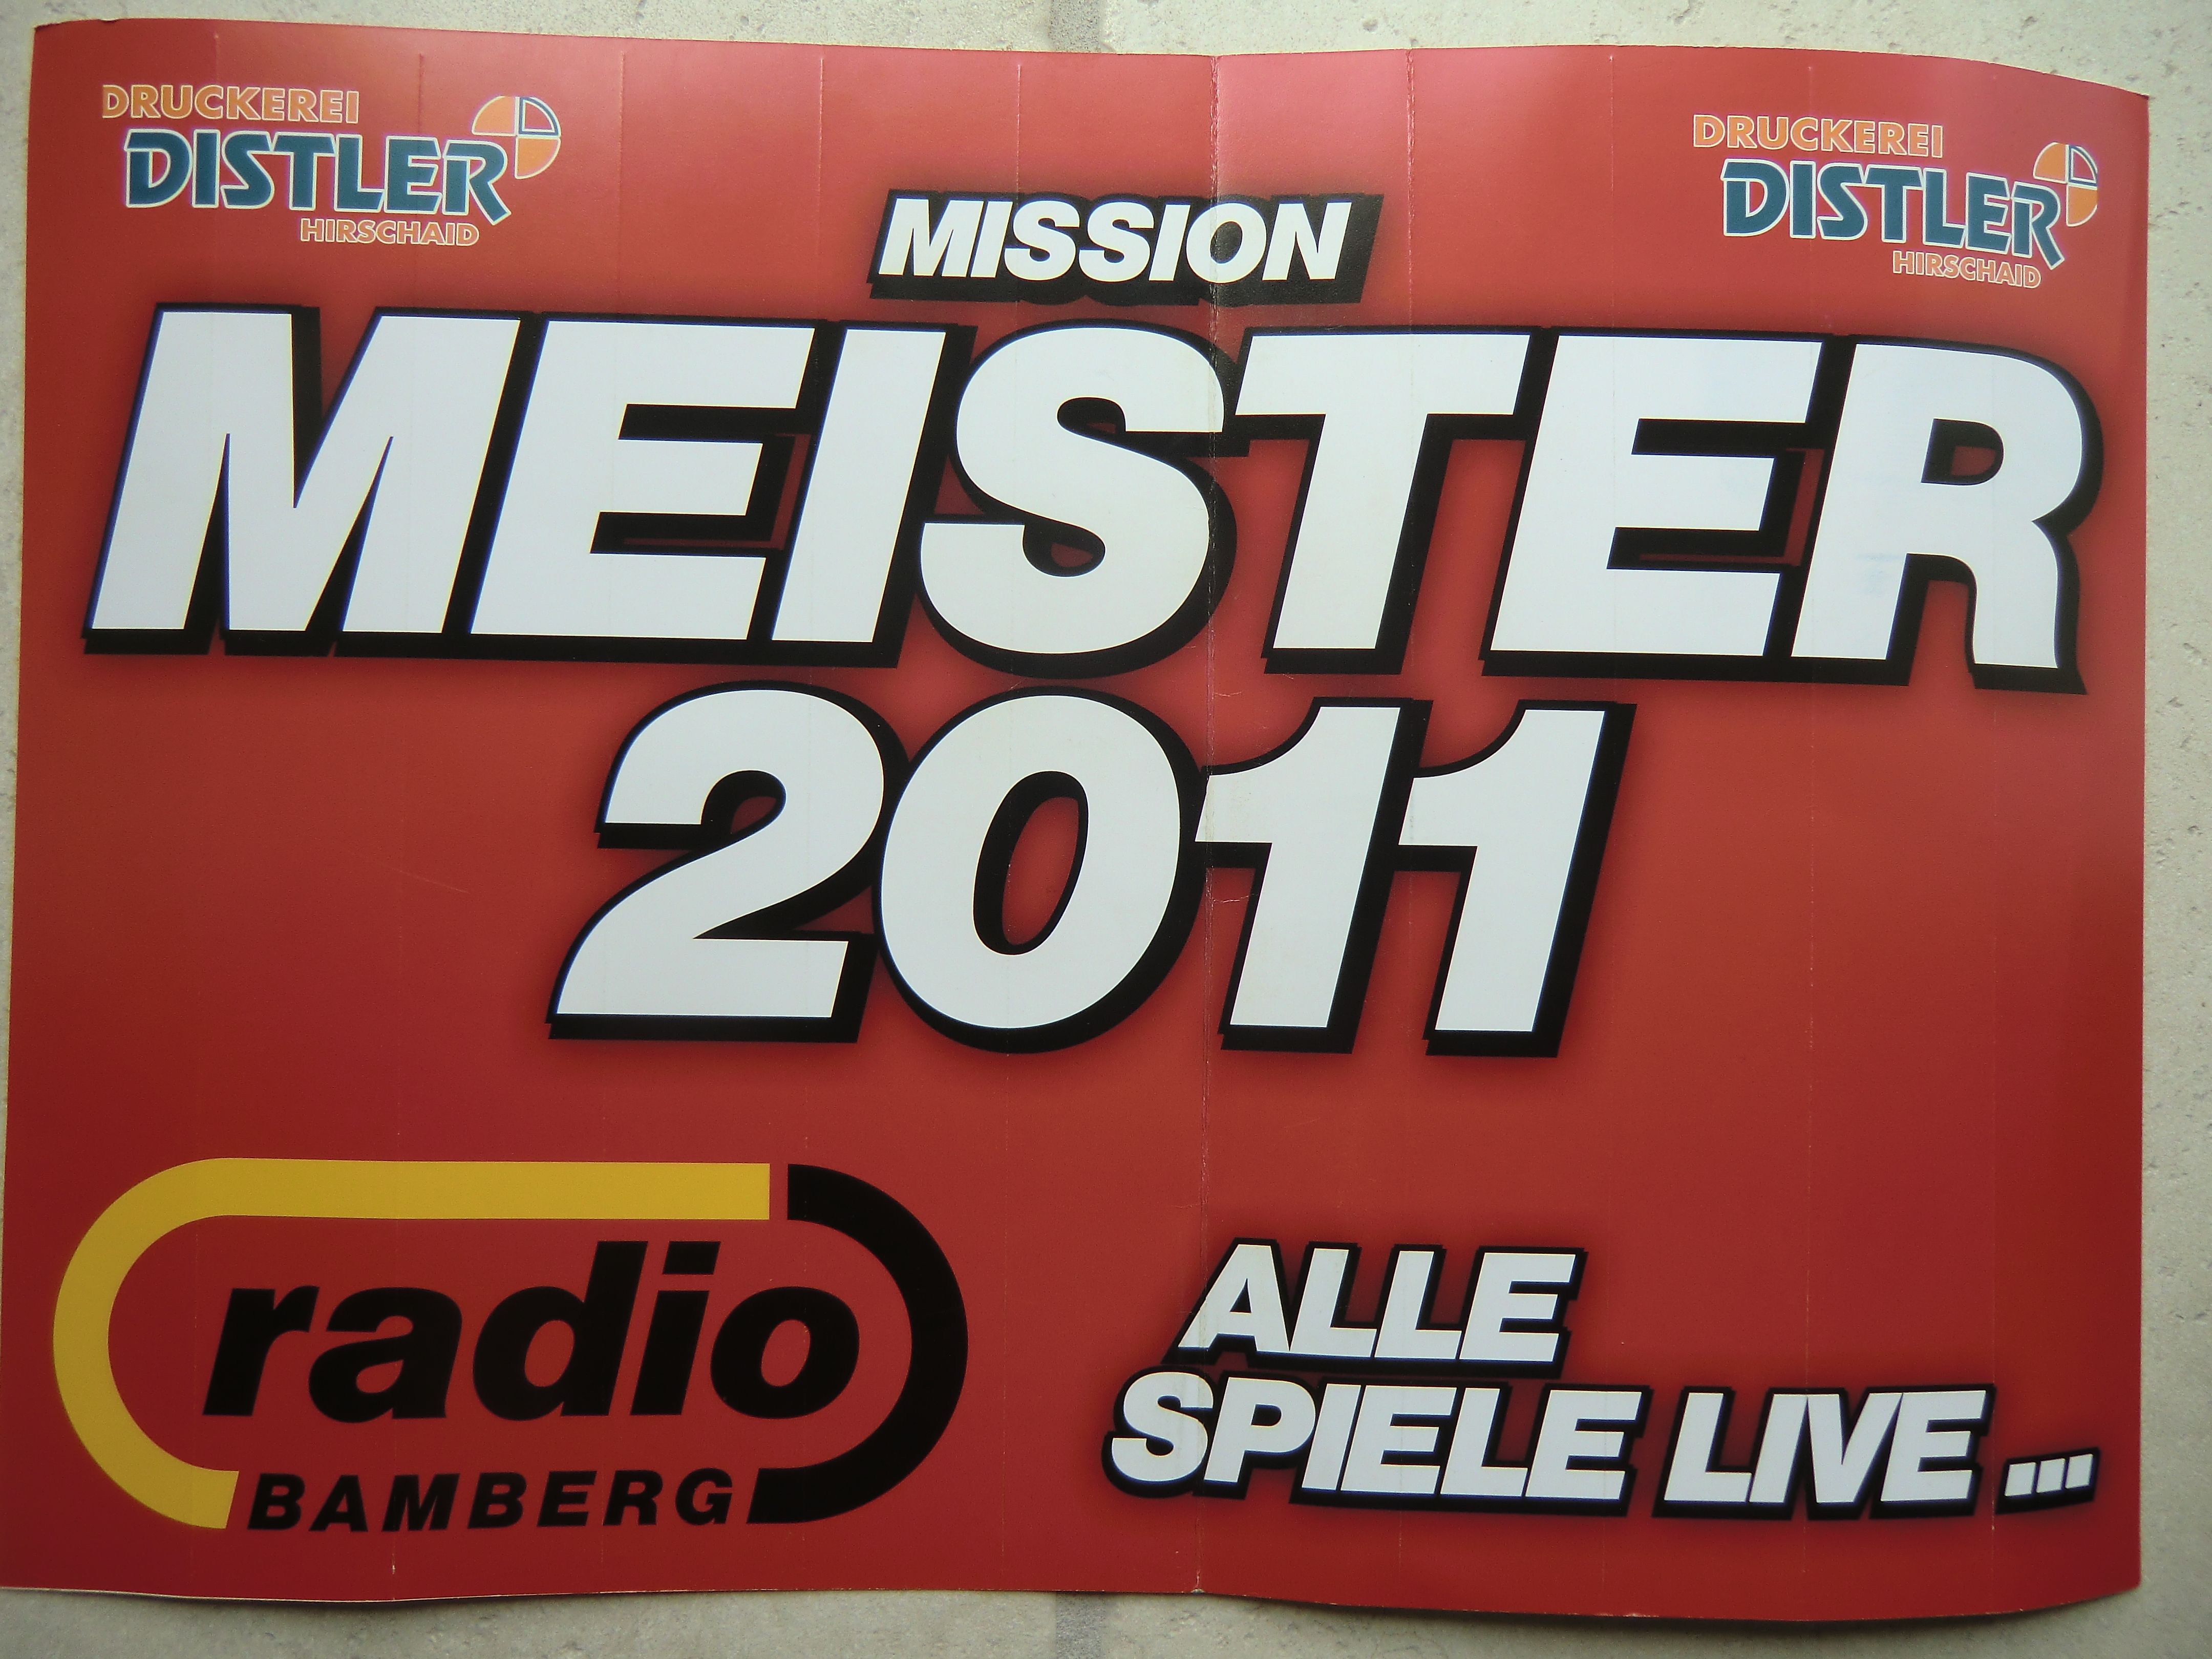 DRUCKEREI
DISTLER
HIRSCHAID
DRUCKEREI
DISTLER
HIRSCHAID
MISSION
MEISTER
2011
radio
BAMBERG
ALLE
SPIELE LIVE...